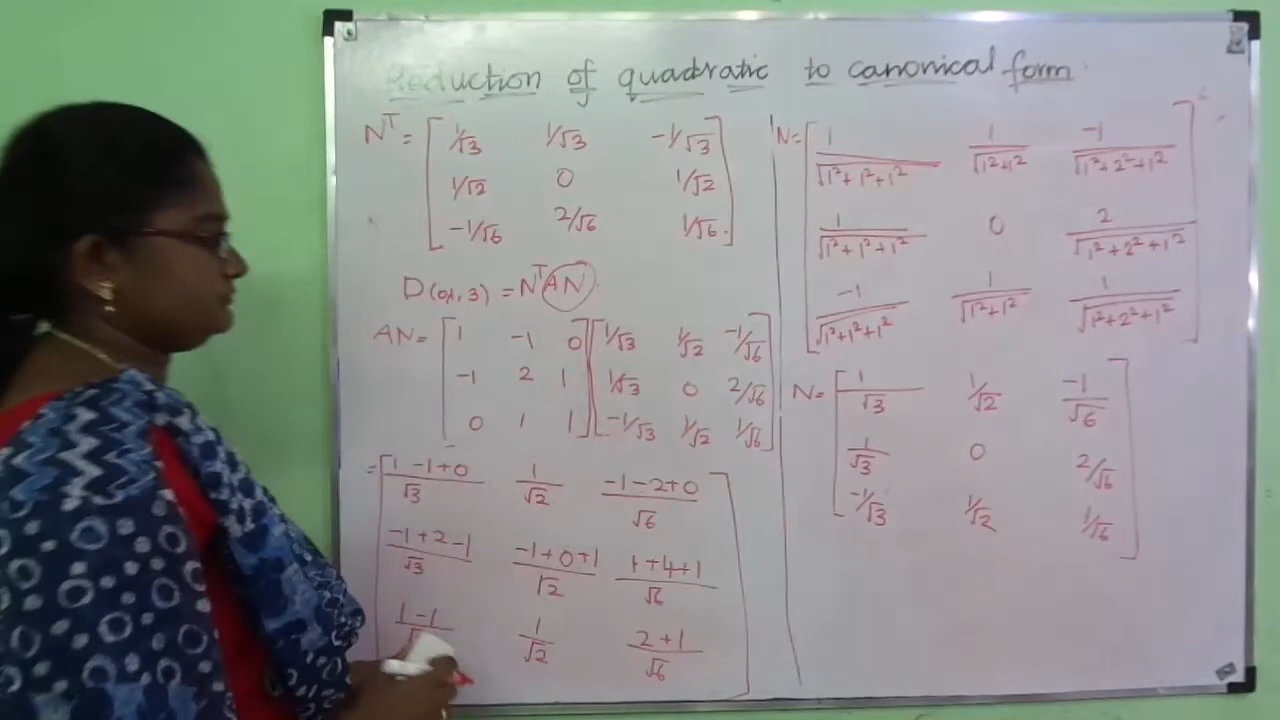 Reduction of quadratic to canonical form
N^T = [ 1/√3 1/√3 -1/√3
1/√2 0 1/√2
-1/√6 2/√6 1/√6 ]
D(0,1,3) = N^T AN
AN = [ 1 -1 0 ] [ 1/√3 1/√2 -1/√6 ]
-1 2 1 1/√3 0 2/√6
0 1 1 -1/√3 1/√2 1/√6
= [ (1-1+0)/√3 1/√2 (-1-2+0)/√6
(-1+2-1)/√3 (-1+0+1)/√2 (1+4+1)/√6
1-1 1/√2 (2+1)/√6 ]
N = [ 1/√(1²+1²+1²) 1/√(1²+1²) -1/√(1²+2²+1²)
1/√(1²+1²+1²) 0 2/√(1²+2²+1²)
-1/√(1²+1²+1²) 1/√(1²+1²) 1/√(1²+2²+1²) ]
N = [ 1/√3 1/√2 -1/√6
1/√3 0 2/√6
-1/√3 1/√2 1/√6 ]